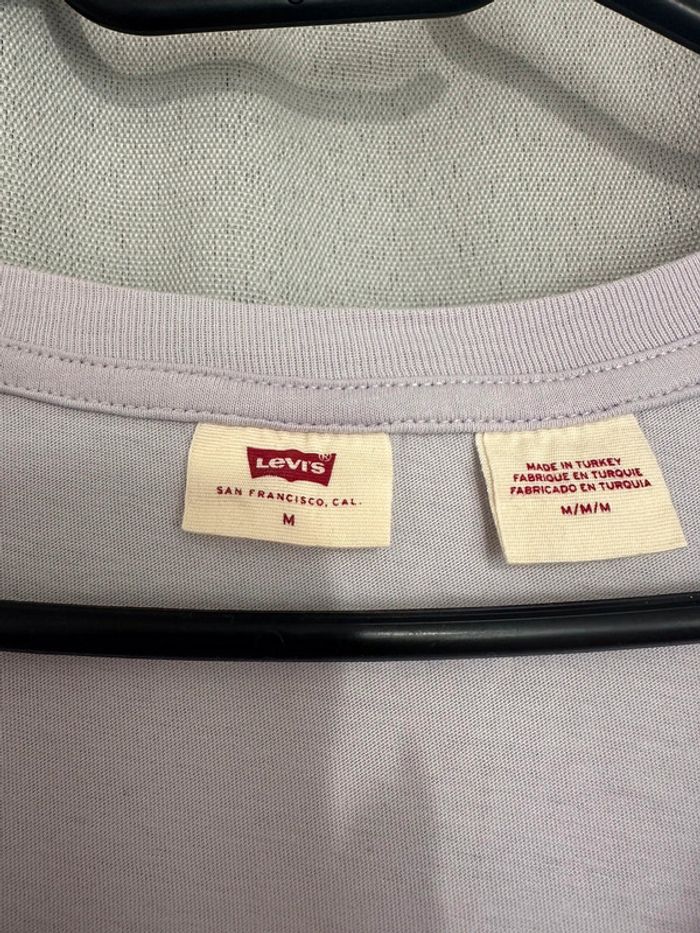 Levi's®
SAN FRANCISCO, CAL.
M
MADE IN TURKEY
FABRIQUE EN TURQUIE
FABRICADO EN TURQUIA
M/M/M